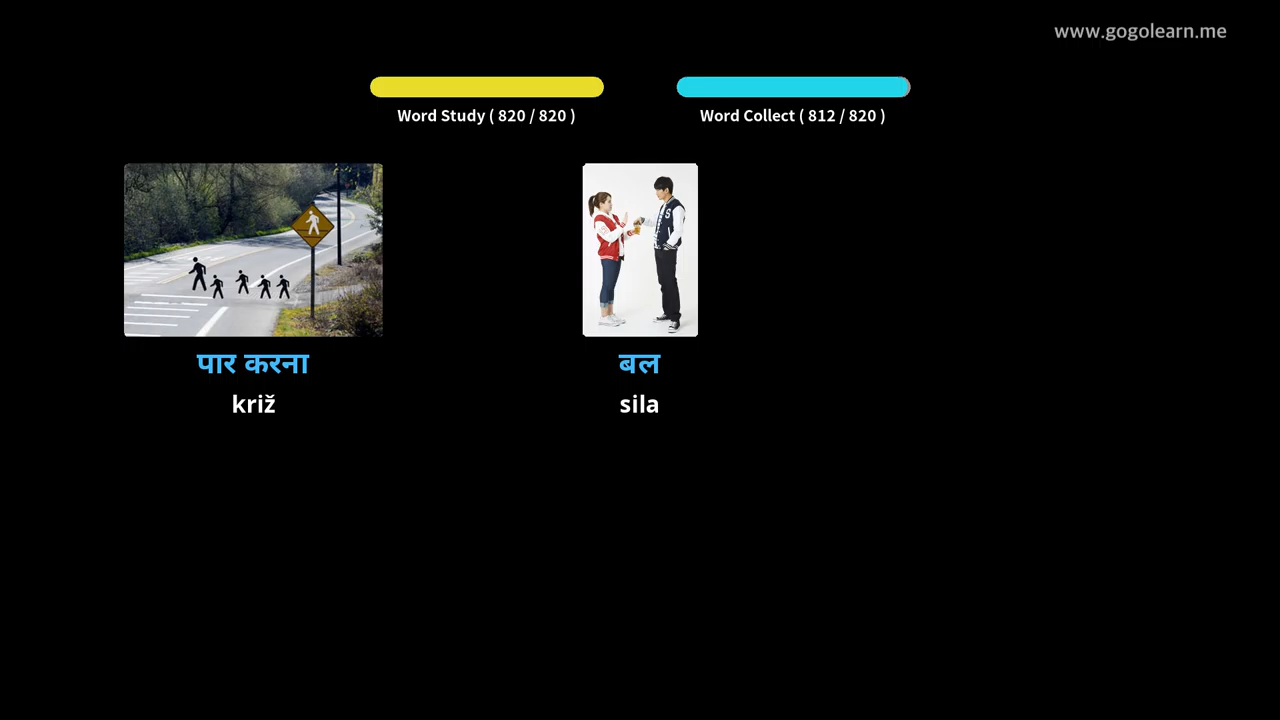 www.gogolearn.me
Word Study ( 820 / 820 )
Word Collect ( 812 / 820 )
पार करना
križ
बल
sila